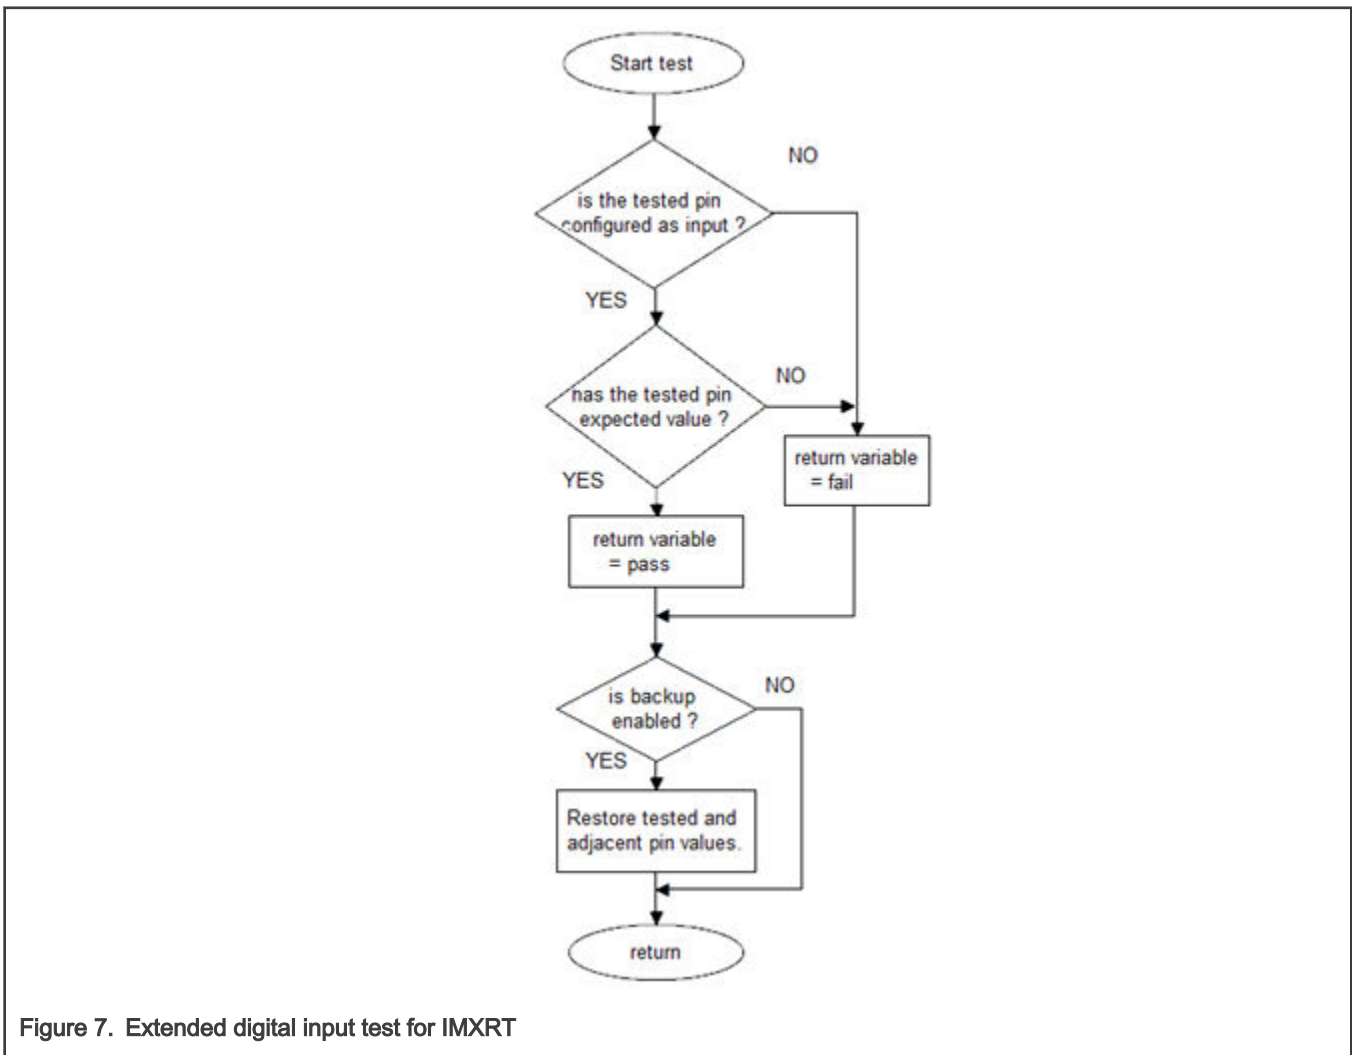 Start test
NO
is the tested pin
configured as input ?
YES
NO
has the tested pin
expected value ?
return variable
= fail
YES
return variable
= pass
NO
is backup
enabled ?
YES
Restore tested and
adjacent pin values.
return
Figure 7. Extended digital input test for IMXRT